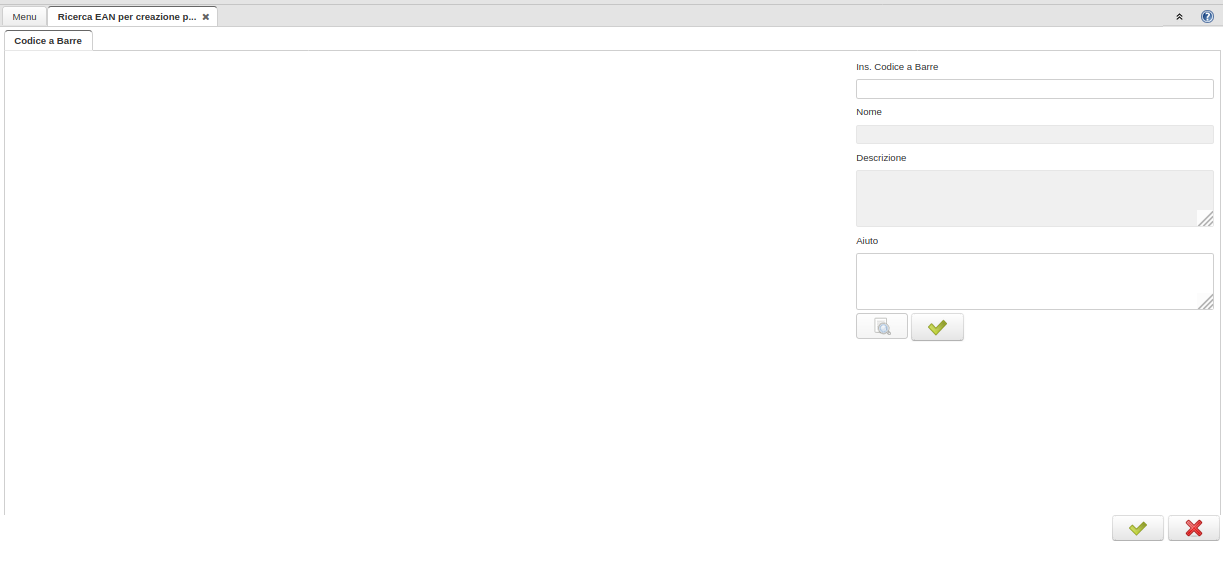 Menu
Ricerca EAN per creazione p...
Codice a Barre
Ins. Codice a Barre
Nome
Descrizione
Aiuto